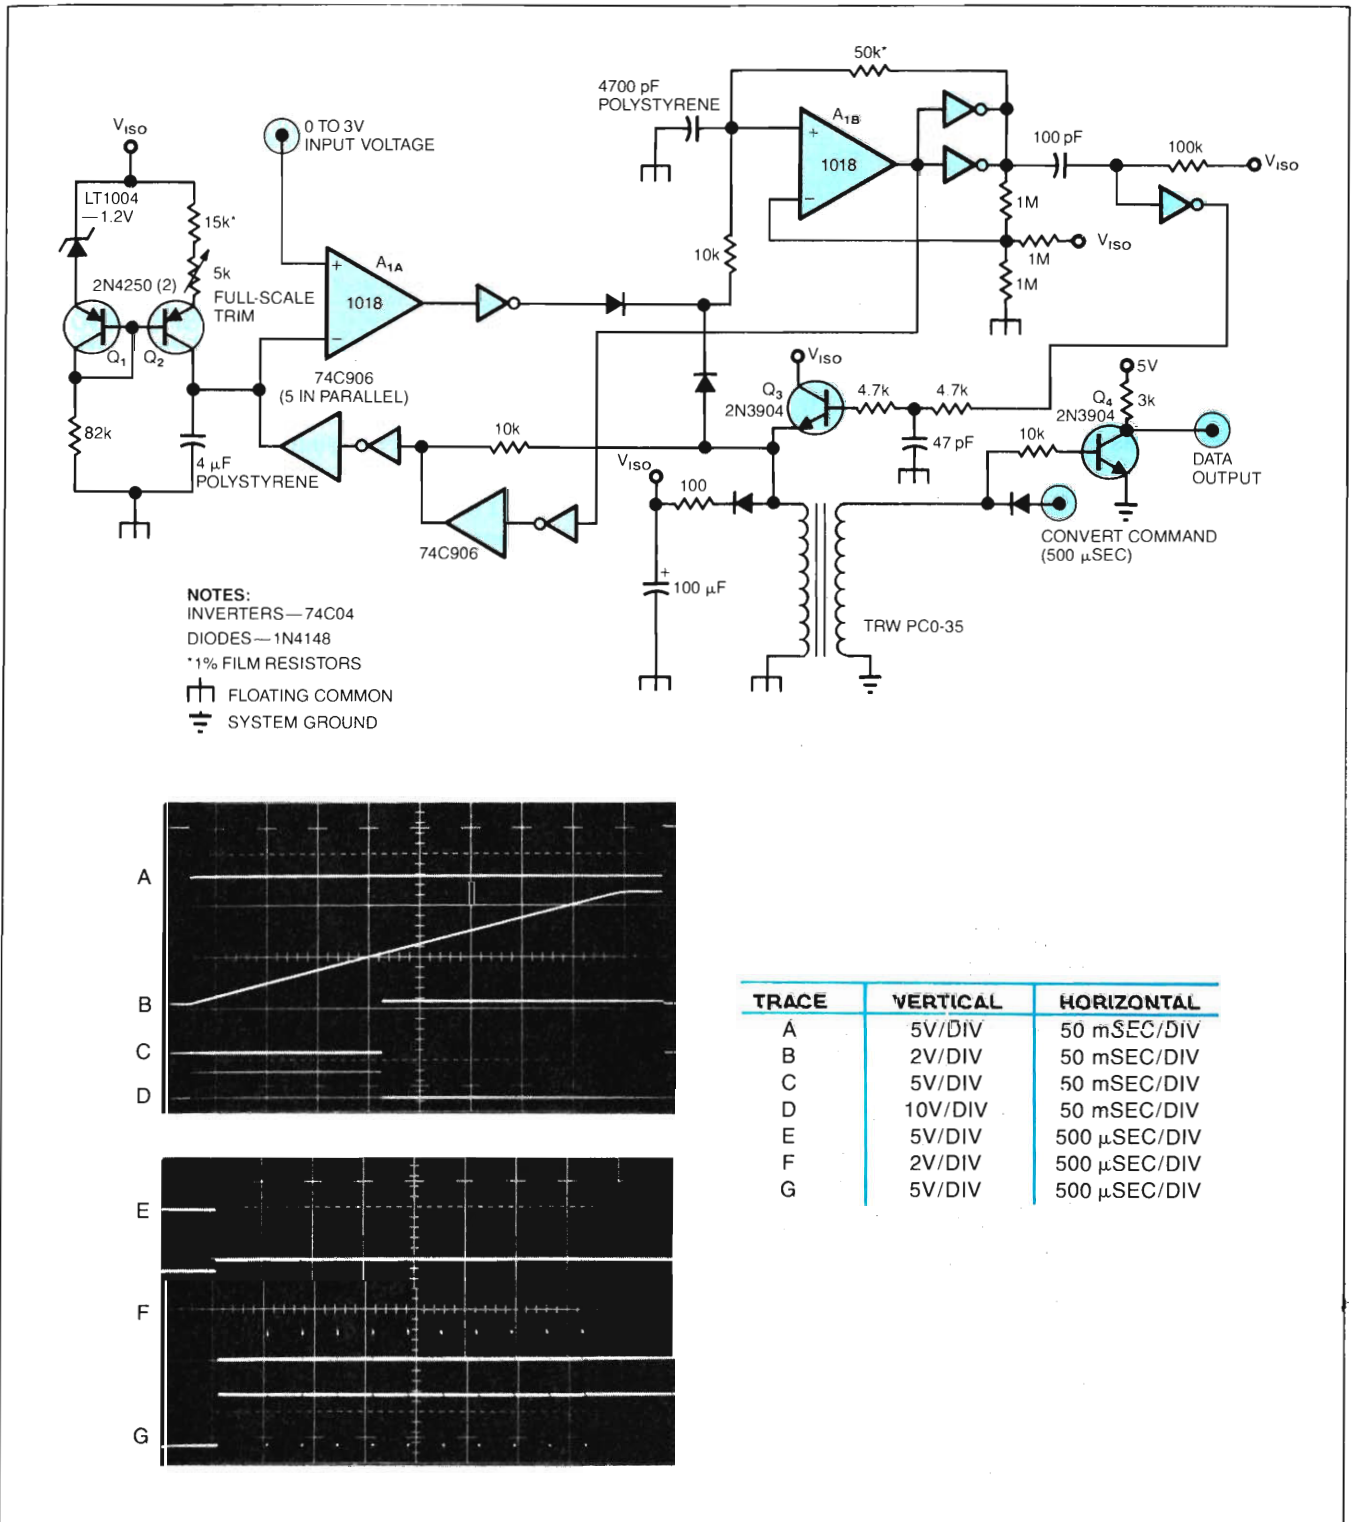 50k*
4700 pF
POLYSTYRENE
V_ISO
0 TO 3V
INPUT VOLTAGE
A1B
+
1018
−
100 pF
100k
V_ISO
LT1004
—1.2V
15k*
5k
2N4250 (2)
FULL-SCALE
TRIM
Q1
Q2
A1A
+
1018
−
10k
1M
1M
V_ISO
1M
74C906
(5 IN PARALLEL)
V_ISO
Q3
2N3904
4.7k
4.7k
5V
3k
Q4
2N3904
10k
DATA
OUTPUT
82k
4 µF
POLYSTYRENE
10k
47 pF
V_ISO
100
74C906
CONVERT COMMAND
(500 µSEC)
+
100 µF
TRW PC0-35
NOTES:
INVERTERS—74C04
DIODES—1N4148
*1% FILM RESISTORS
FLOATING COMMON
SYSTEM GROUND
A
B
C
D
E
F
G
TRACE VERTICAL HORIZONTAL
A 5V/DIV 50 mSEC/DIV
B 2V/DIV 50 mSEC/DIV
C 5V/DIV 50 mSEC/DIV
D 10V/DIV 50 mSEC/DIV
E 5V/DIV 500 µSEC/DIV
F 2V/DIV 500 µSEC/DIV
G 5V/DIV 500 µSEC/DIV